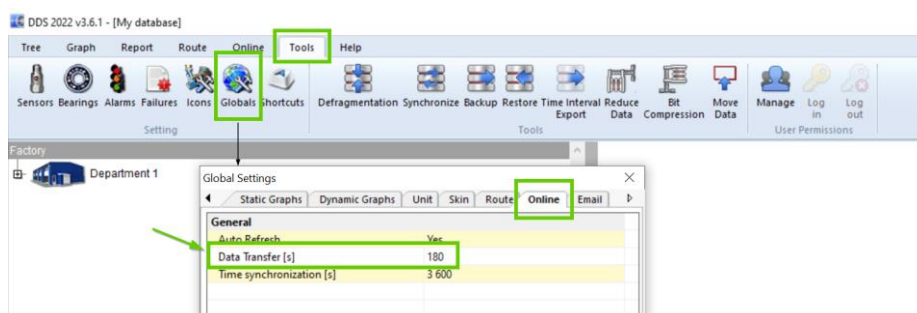 DDS 2022 v3.6.1 - [My database]
Tree Graph Report Route Online Tools Help
Sensors Bearings Alarms Failures Icons Globals Shortcuts Defragmentation Synchronize Backup Restore Time Interval Export Reduce Data Bit Compression Move Data Manage Log in Log out
Setting Tools User Permissions
Factory
Department 1
Global Settings
Static Graphs Dynamic Graphs Unit Skin Route Online Email
General
Auto Refresh Yes
Data Transfer [s] 180
Time synchronization [s] 3 600